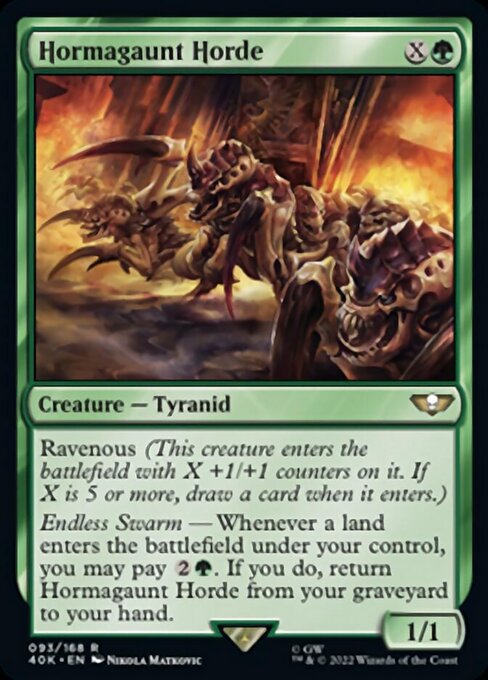 Hormagaunt Horde X
Creature — Tyranid
Ravenous (This creature enters the
battlefield with X +1/+1 counters on it. If
X is 5 or more, draw a card when it enters.)
Endless Swarm — Whenever a land
enters the battlefield under your control,
you may pay 2. If you do, return
Hormagaunt Horde from your graveyard
to your hand.
1/1
093/168 R
40K • EN Nikola Matkovic
© GW
™ & © 2022 Wizards of the Coast